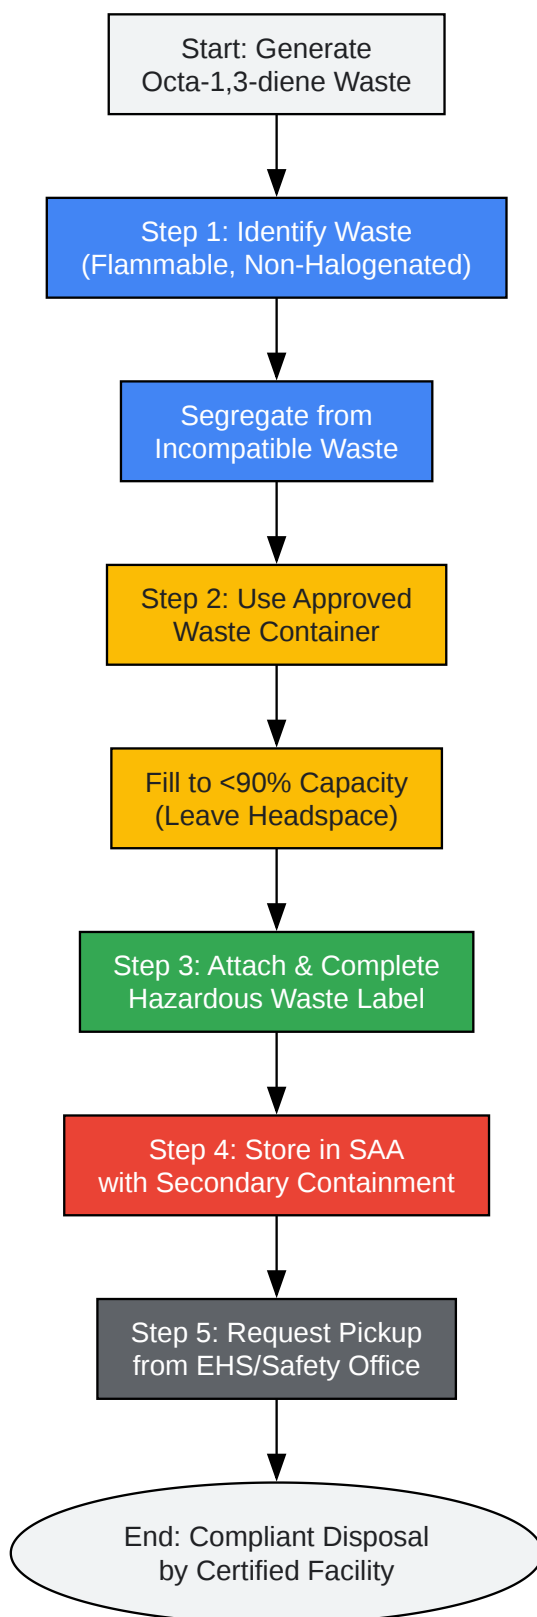 Start: Generate
Octa-1,3-diene Waste
Step 1: Identify Waste
(Flammable, Non-Halogenated)
Segregate from
Incompatible Waste
Step 2: Use Approved
Waste Container
Fill to <90% Capacity
(Leave Headspace)
Step 3: Attach & Complete
Hazardous Waste Label
Step 4: Store in SAA
with Secondary Containment
Step 5: Request Pickup
from EHS/Safety Office
End: Compliant Disposal
by Certified Facility